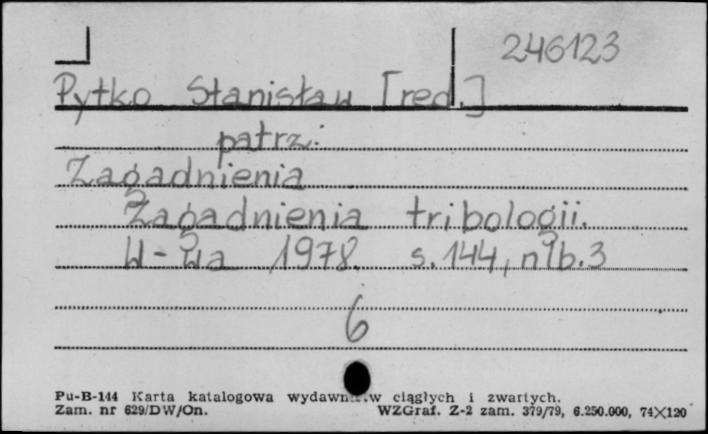 246123
Pytko Stanisław [red.]
patrz:
Zagadnienia
Zagadnienia tribologii.
W-wa 1978. s. 144, nlb. 3
6
Pu-B-144 Karta katalogowa ciągłych i zwartych.
Zam. nr 629/DW/On. WZGraf. Z-2 zam. 379/79, 6.250.000, 74X120